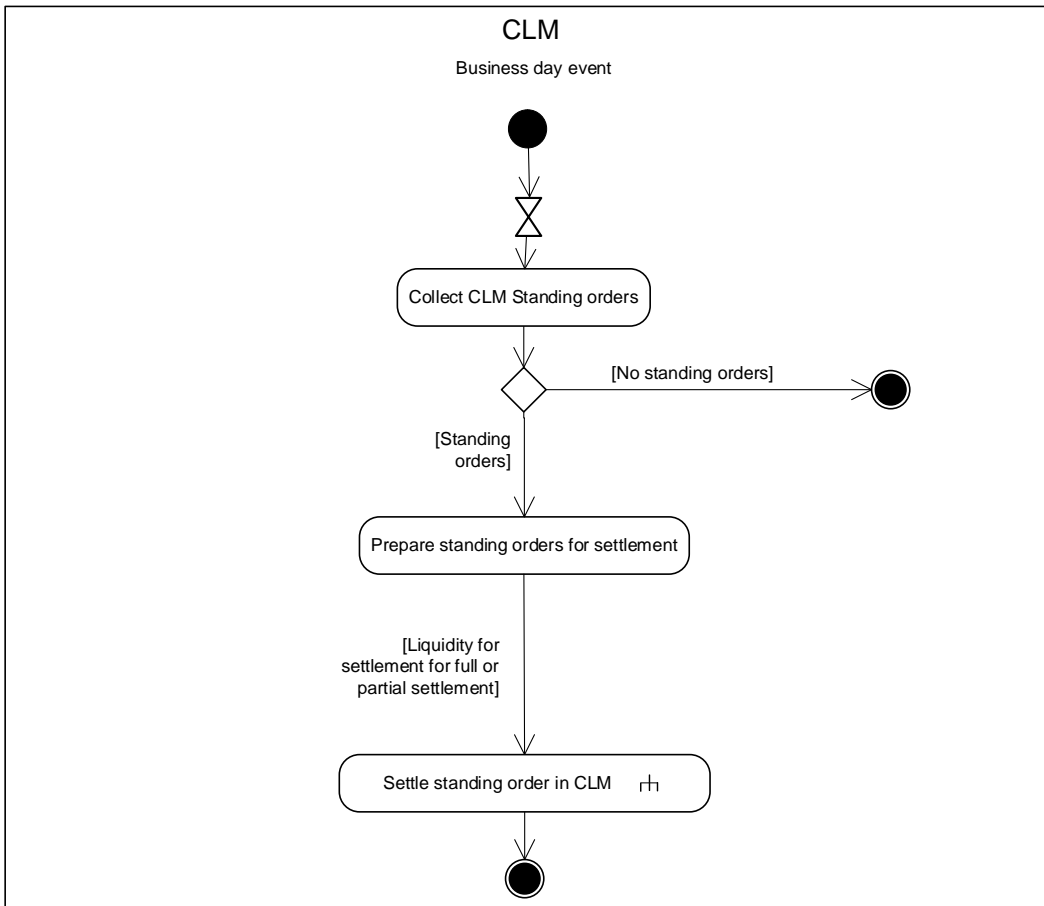 CLM
Business day event
Collect CLM Standing orders
[No standing orders]
[Standing
orders]
Prepare standing orders for settlement
[Liquidity for
settlement for full or
partial settlement]
Settle standing order in CLM